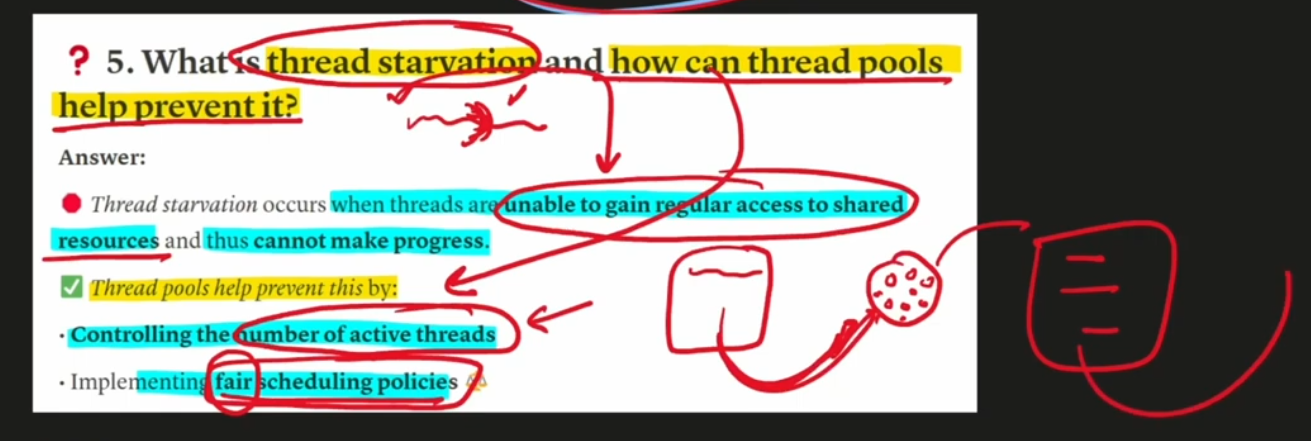 ❓ 5. What is thread starvation and how can thread pools
help prevent it?
Answer:
🛑 Thread starvation occurs when threads are unable to gain regular access to shared
resources and thus cannot make progress.
✅ Thread pools help prevent this by:
· Controlling the number of active threads
· Implementing fair scheduling policies ⚖️